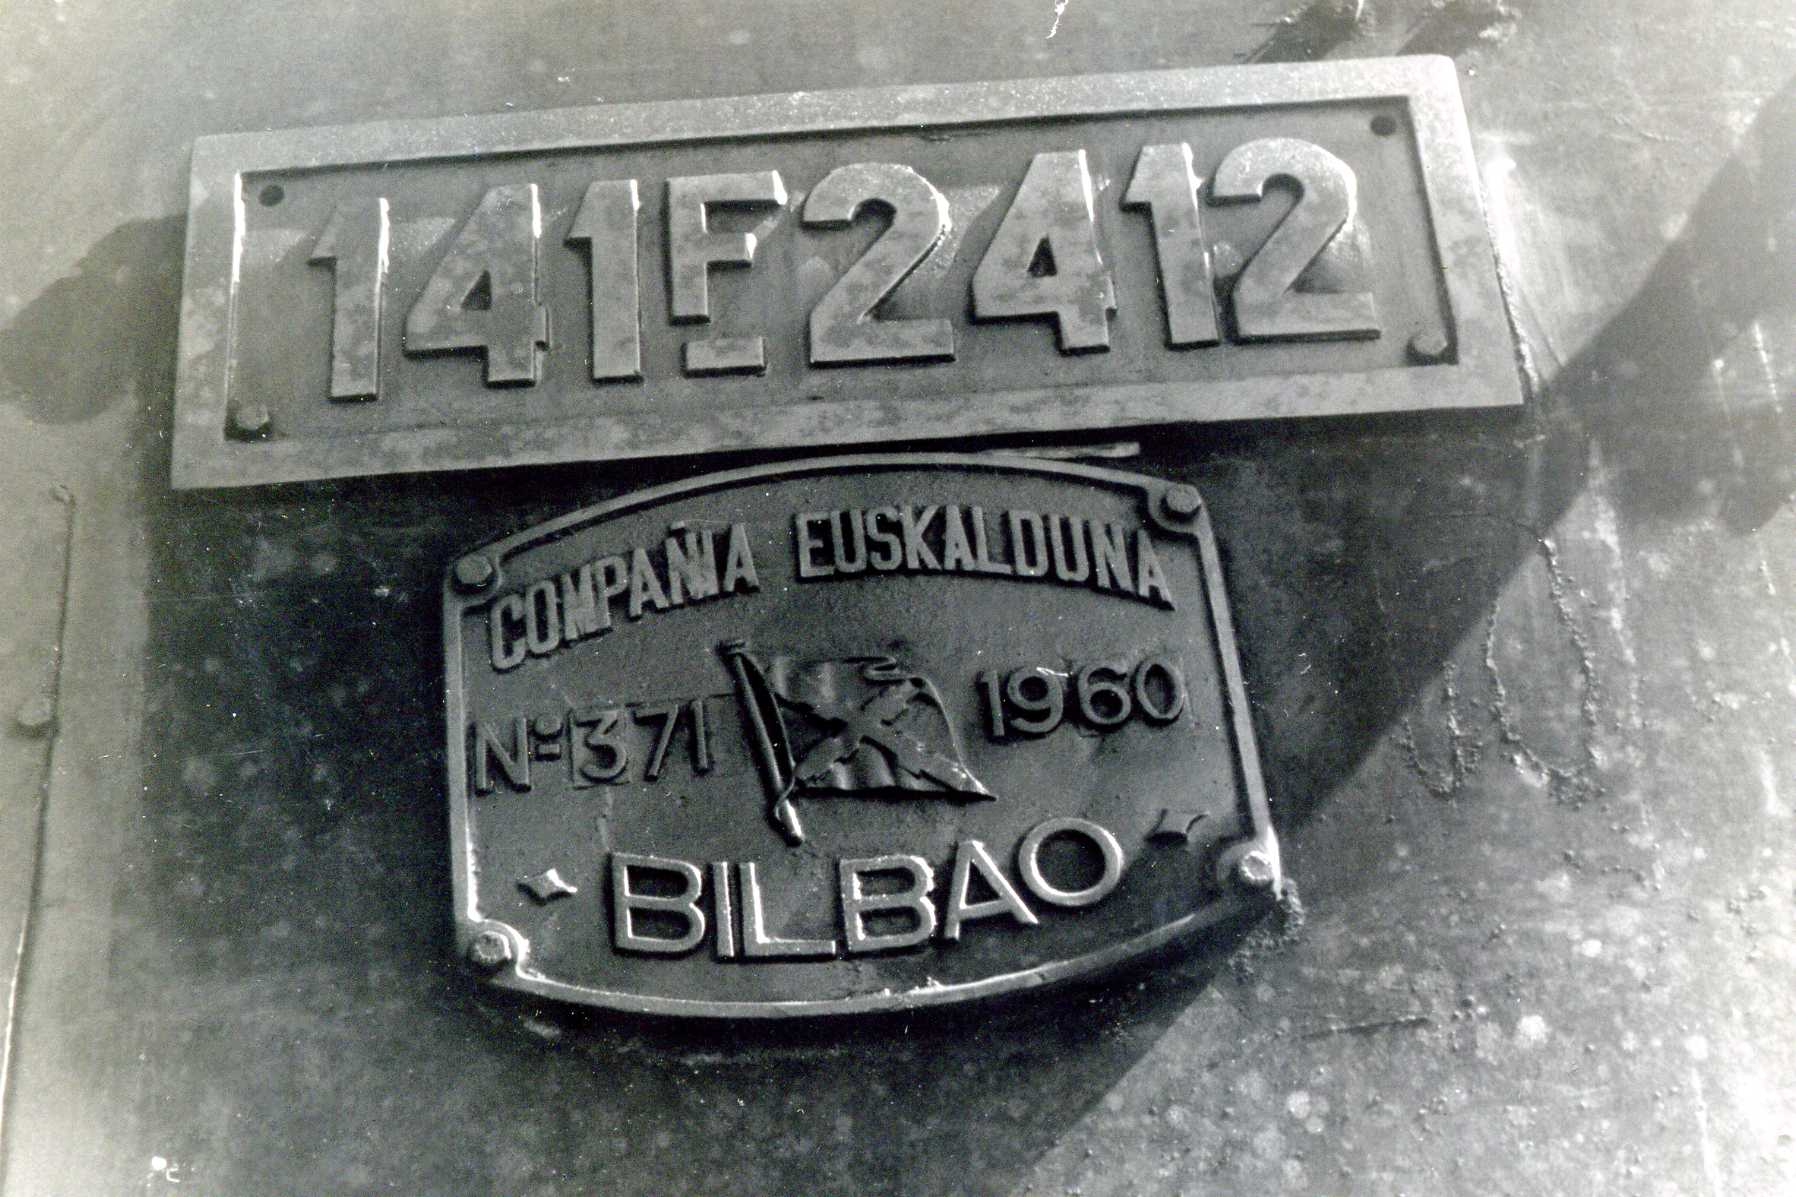 141F2412
COMPAÑIA EUSKALDUNA
Nº 371 1960
BILBAO